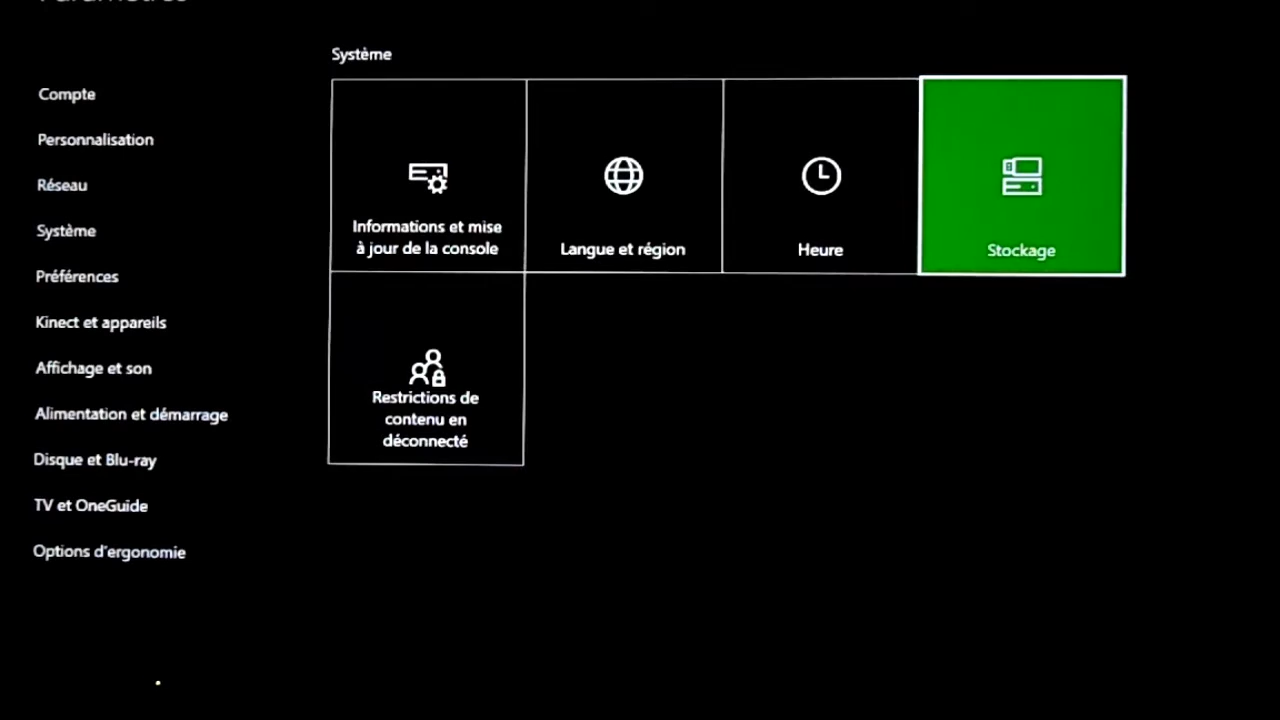 Paramètres
Système
Compte
Personnalisation
Réseau
Système
Préférences
Kinect et appareils
Affichage et son
Alimentation et démarrage
Disque et Blu-ray
TV et OneGuide
Options d'ergonomie
Informations et mise
à jour de la console
Langue et région
Heure
Stockage
Restrictions de
contenu en
déconnecté